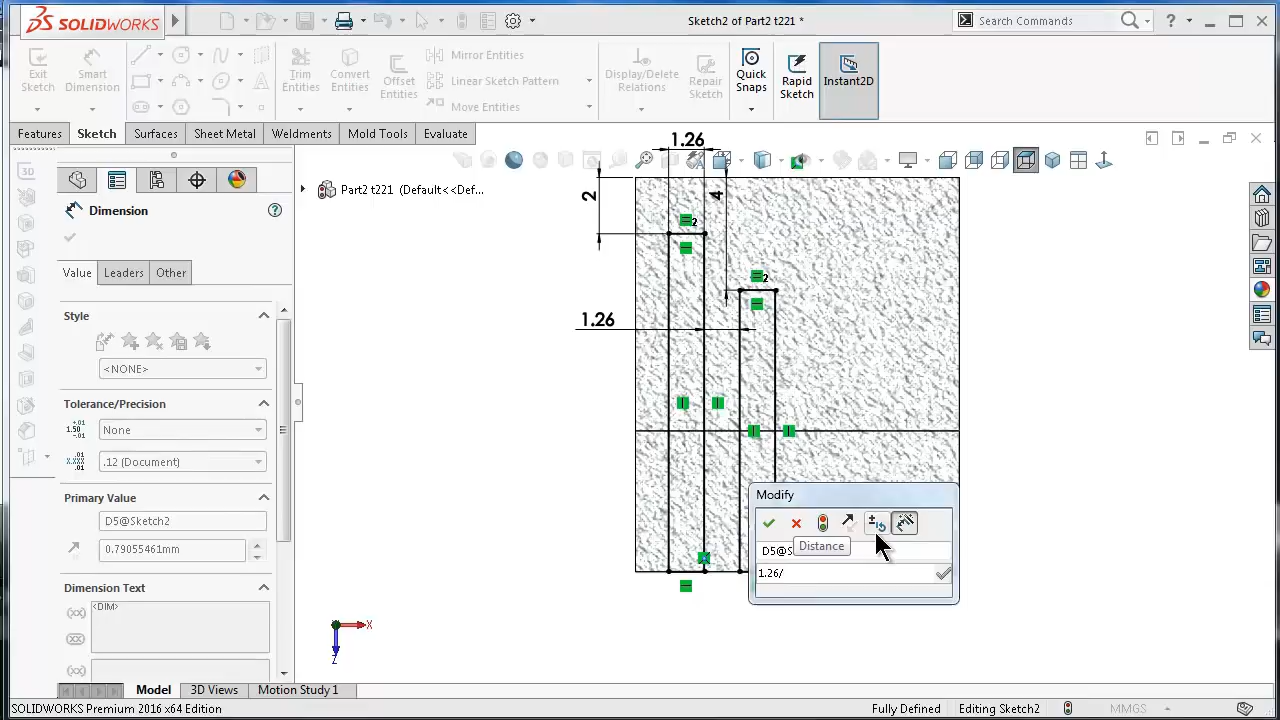 SOLIDWORKS
Sketch2 of Part2 t221 *
Search Commands
?
Exit Sketch
Smart Dimension
Trim Entities
Convert Entities
Offset Entities
Mirror Entities
Linear Sketch Pattern
Move Entities
Display/Delete Relations
Repair Sketch
Quick Snaps
Rapid Sketch
Instant2D
Features
Sketch
Surfaces
Sheet Metal
Weldments
Mold Tools
Evaluate
3D
Part2 t221 (Default<<Def...
Dimension
Value
Leaders
Other
Style
<NONE>
Tolerance/Precision
None
.12 (Document)
Primary Value
D5@Sketch2
0.79055461mm
Dimension Text
<DIM>
1.26
2
4
2
2
1.26
Modify
Distance
D5@S
1.26/
X
Z
Model
3D Views
Motion Study 1
SOLIDWORKS Premium 2016 x64 Edition
Fully Defined
Editing Sketch2
MMGS